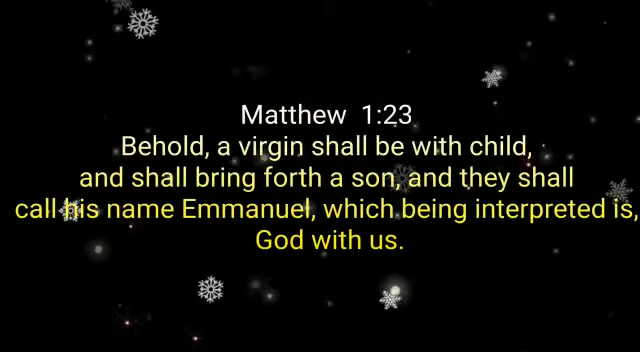 Matthew  1:23
Behold, a virgin shall be with child,
and shall bring forth a son, and they shall
call his name Emmanuel, which being interpreted is,
God with us.